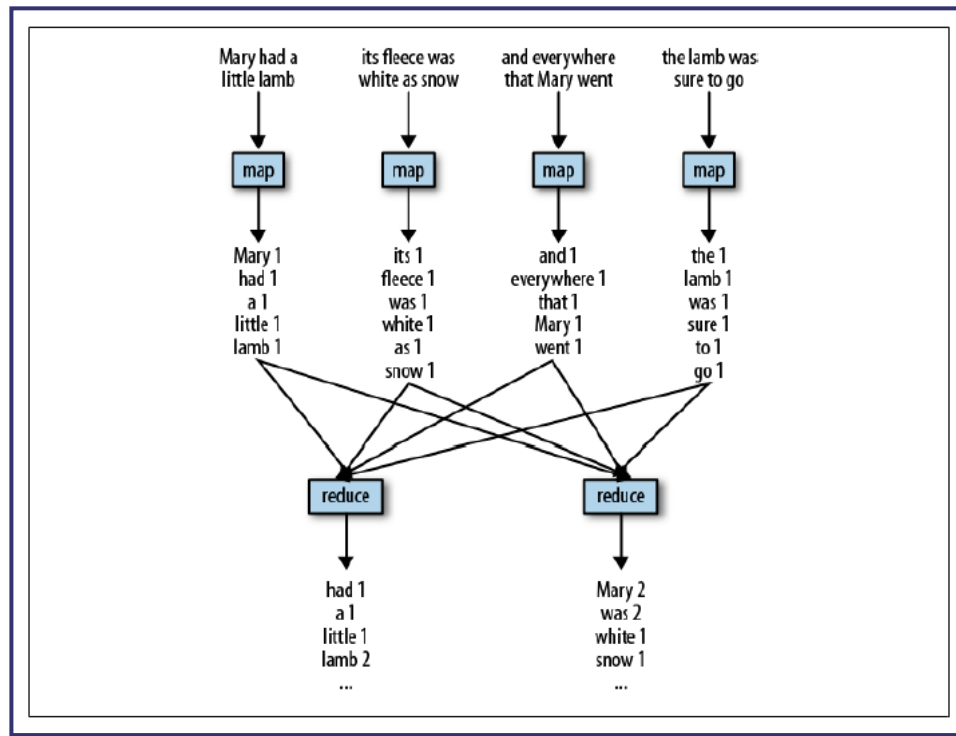 Mary had a
little lamb
its fleece was
white as snow
and everywhere
that Mary went
the lamb was
sure to go
map
map
map
map
Mary 1
had 1
a 1
little 1
lamb 1
its 1
fleece 1
was 1
white 1
as 1
snow 1
and 1
everywhere 1
that 1
Mary 1
went 1
the 1
lamb 1
was 1
sure 1
to 1
go 1
reduce
reduce
had 1
a 1
little 1
lamb 2
...
Mary 2
was 2
white 1
snow 1
...